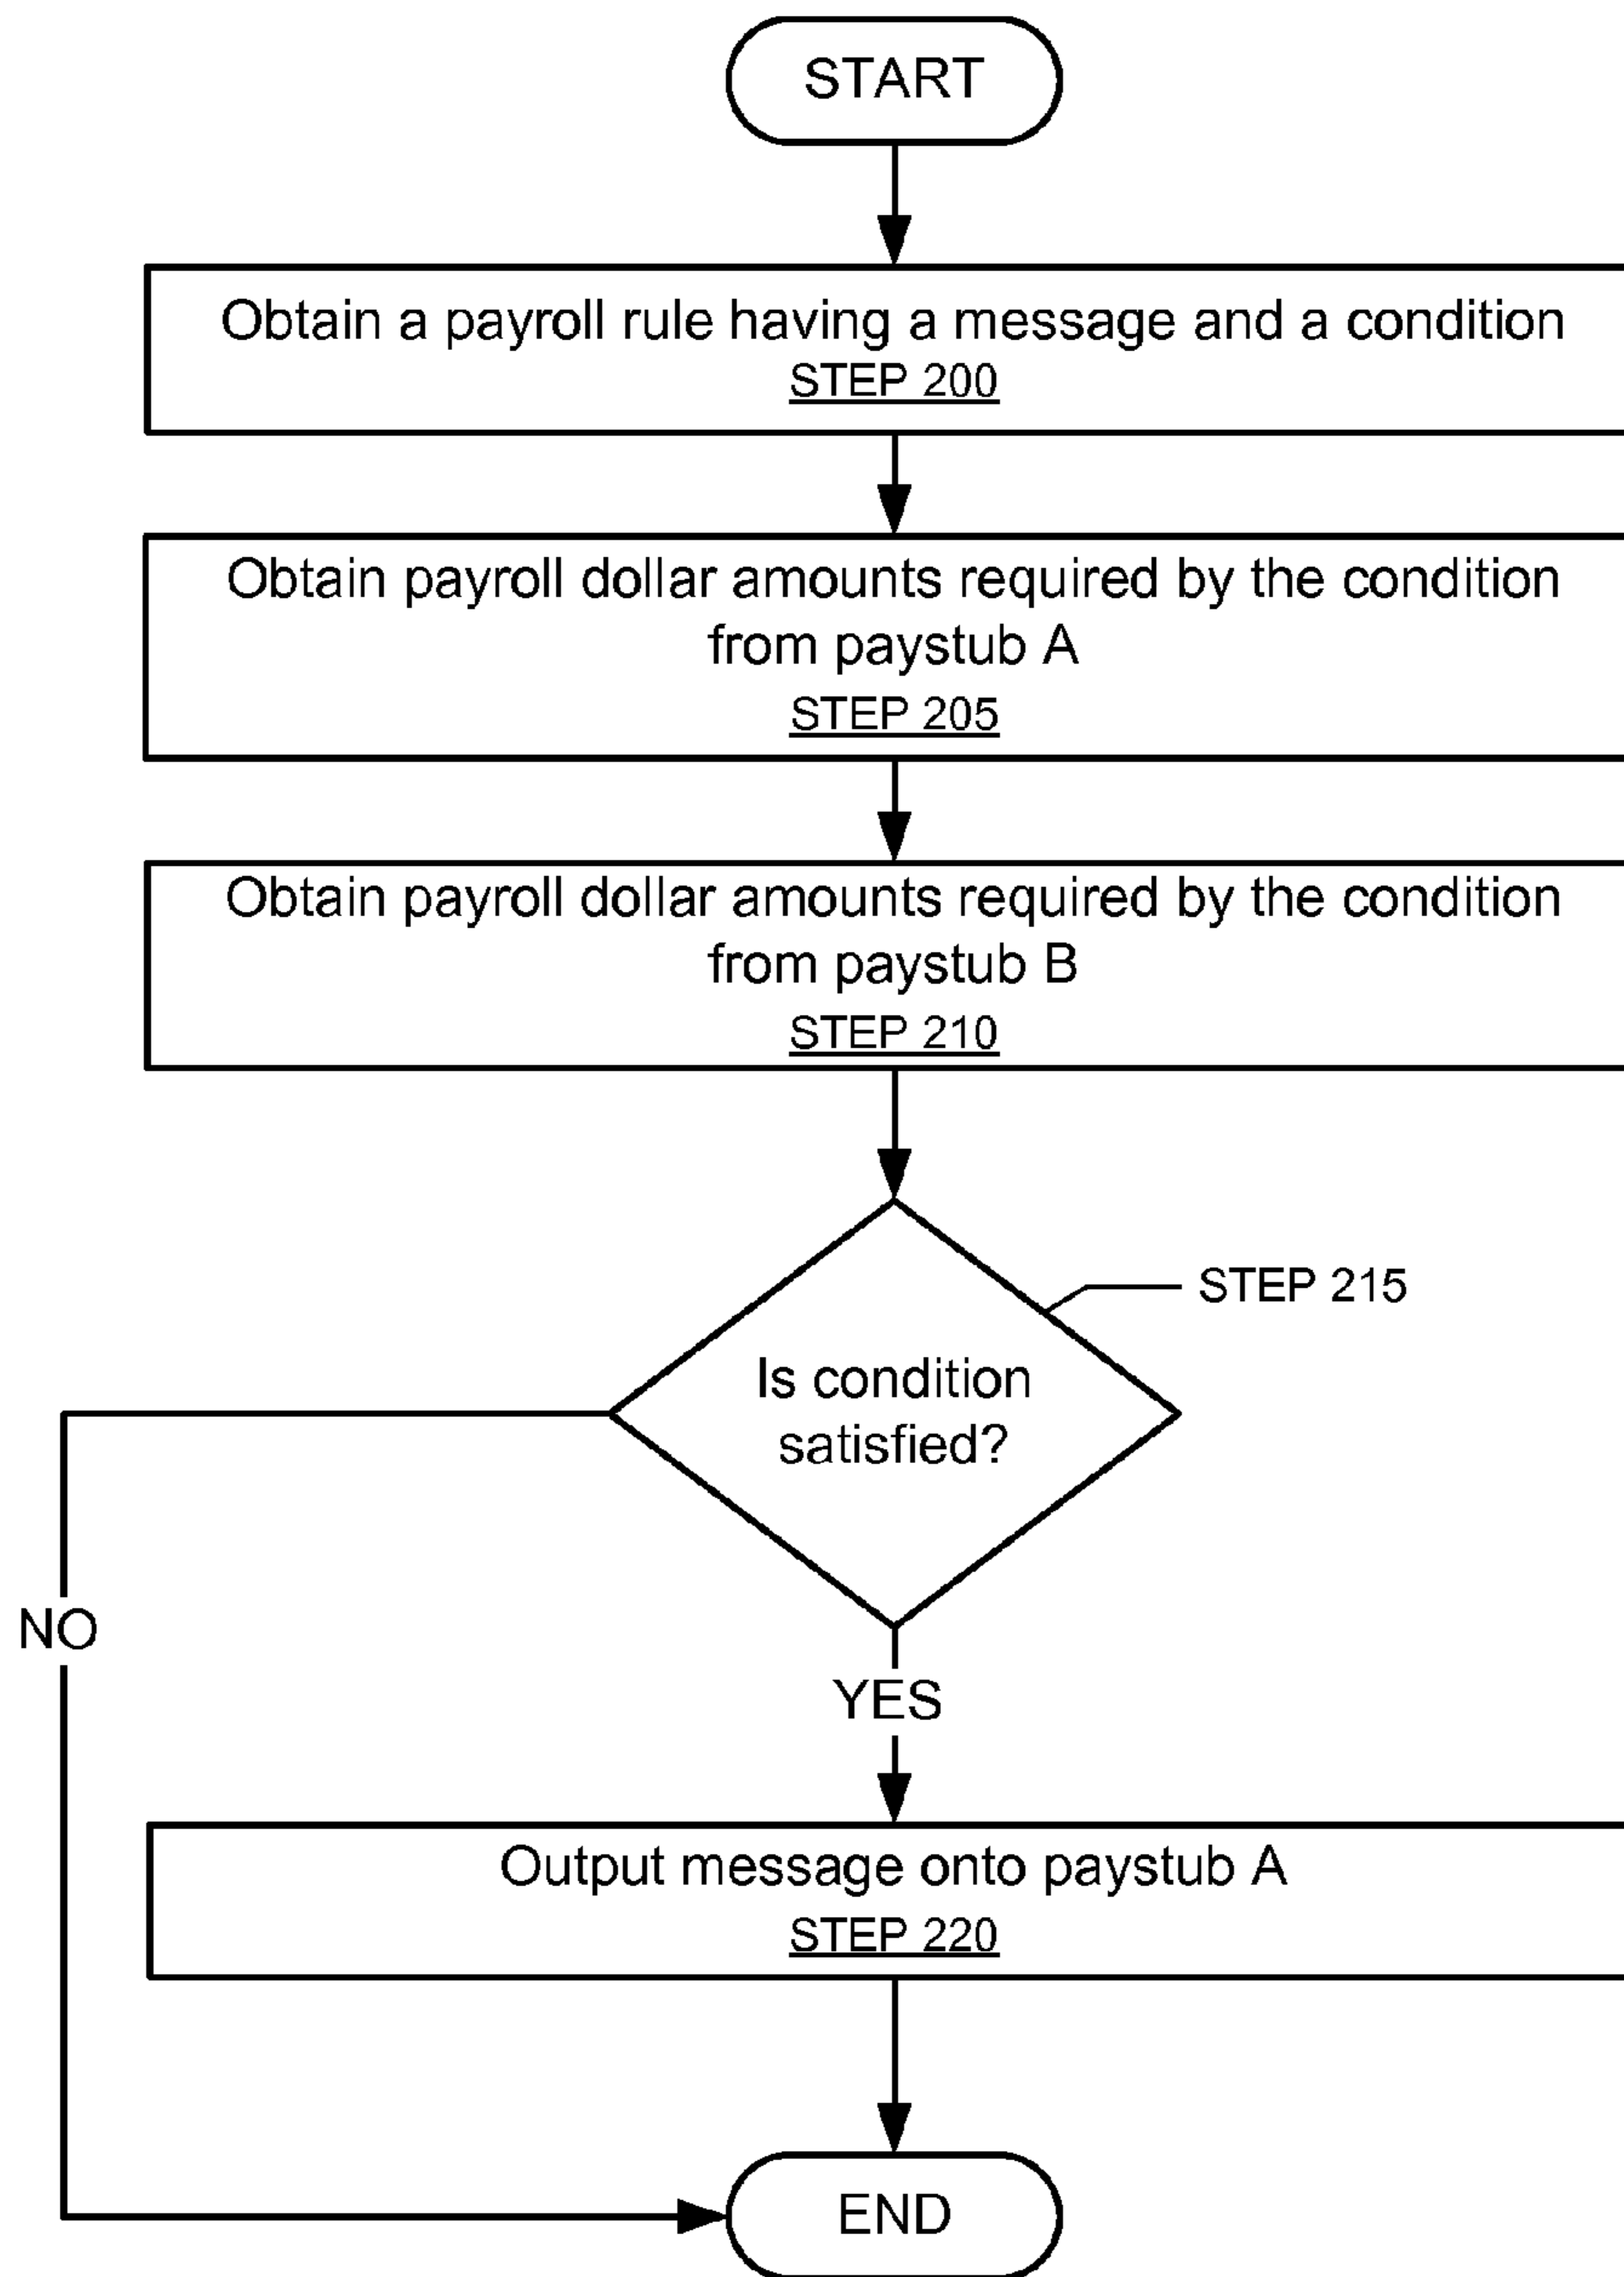 START
Obtain a payroll rule having a message and a condition
STEP 200
Obtain payroll dollar amounts required by the condition
from paystub A
STEP 205
Obtain payroll dollar amounts required by the condition
from paystub B
STEP 210
STEP 215
Is condition
satisfied?
NO
YES
Output message onto paystub A
STEP 220
END